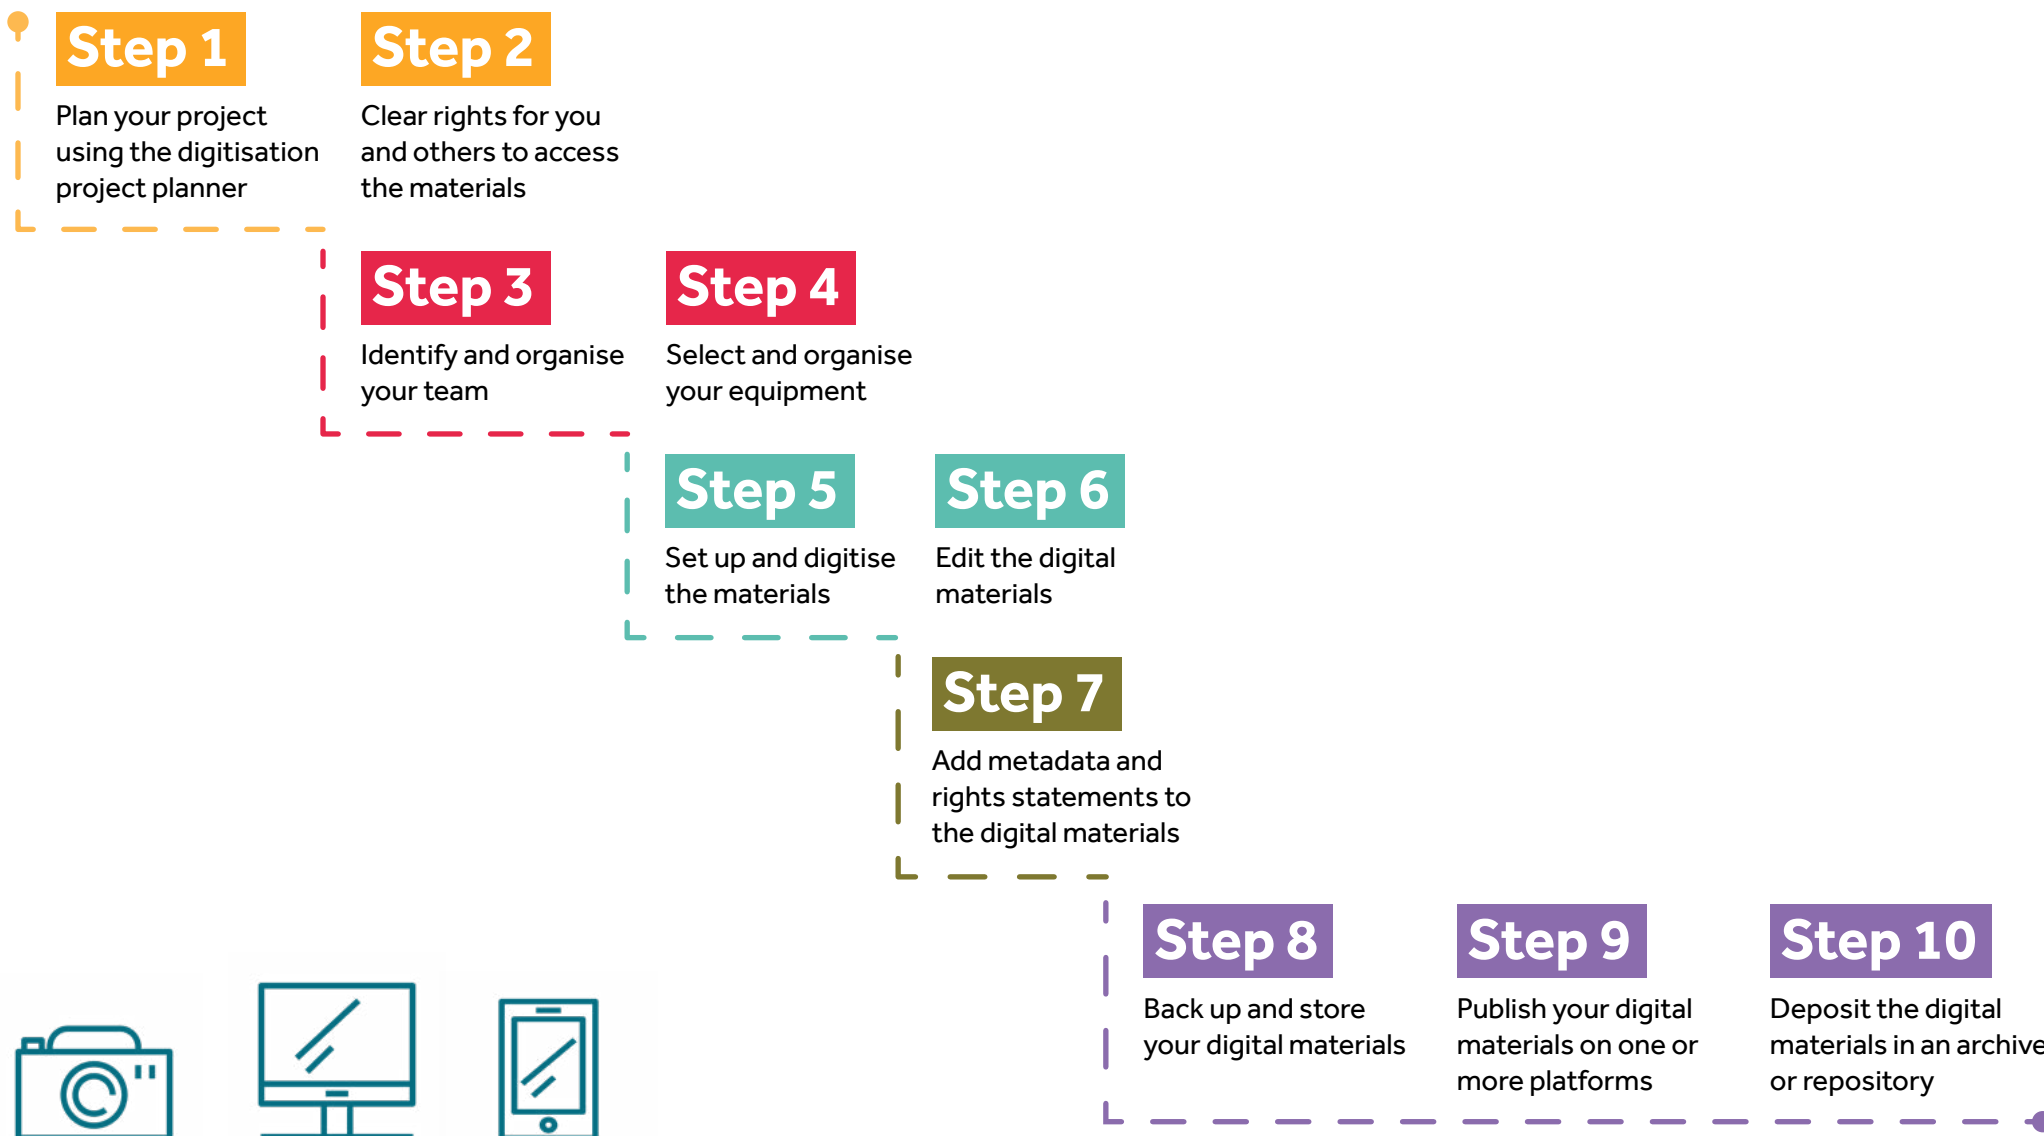 Step 1
Plan your project
using the digitisation
project planner
Step 2
Clear rights for you
and others to access
the materials
Step 3
Identify and organise
your team
Step 4
Select and organise
your equipment
Step 5
Set up and digitise
the materials
Step 6
Edit the digital
materials
Step 7
Add metadata and
rights statements to
the digital materials
Step 8
Back up and store
your digital materials
Step 9
Publish your digital
materials on one or
more platforms
Step 10
Deposit the digital
materials in an archive
or repository